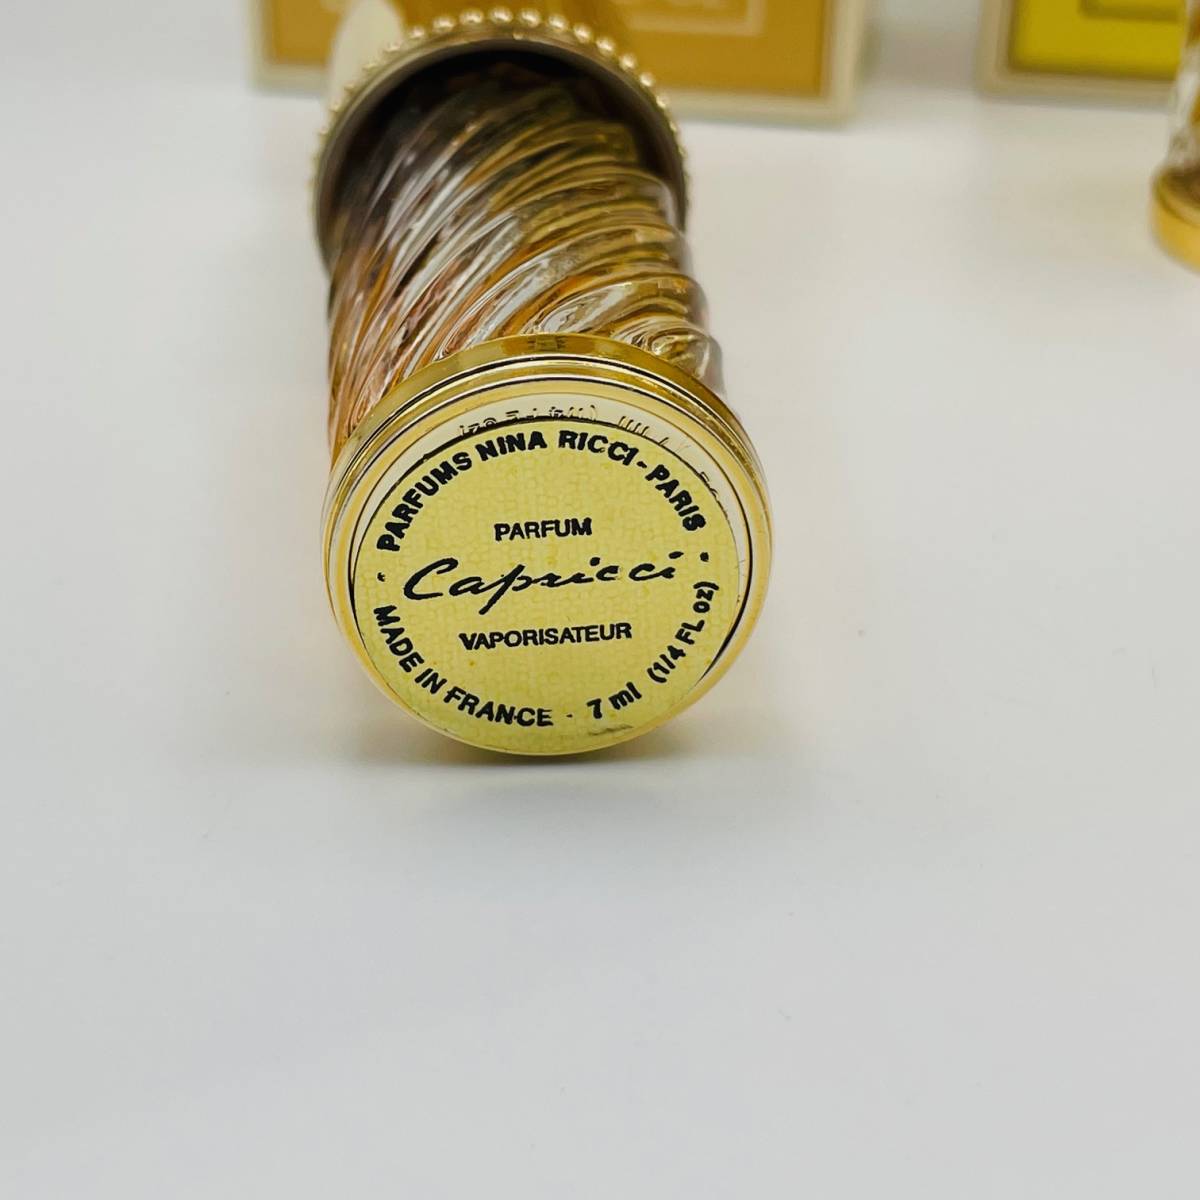 PARFUMS NINA RICCI - PARIS
PARFUM
Capricci
VAPORISATEUR
MADE IN FRANCE - 7 ml (1/4 FL oz)